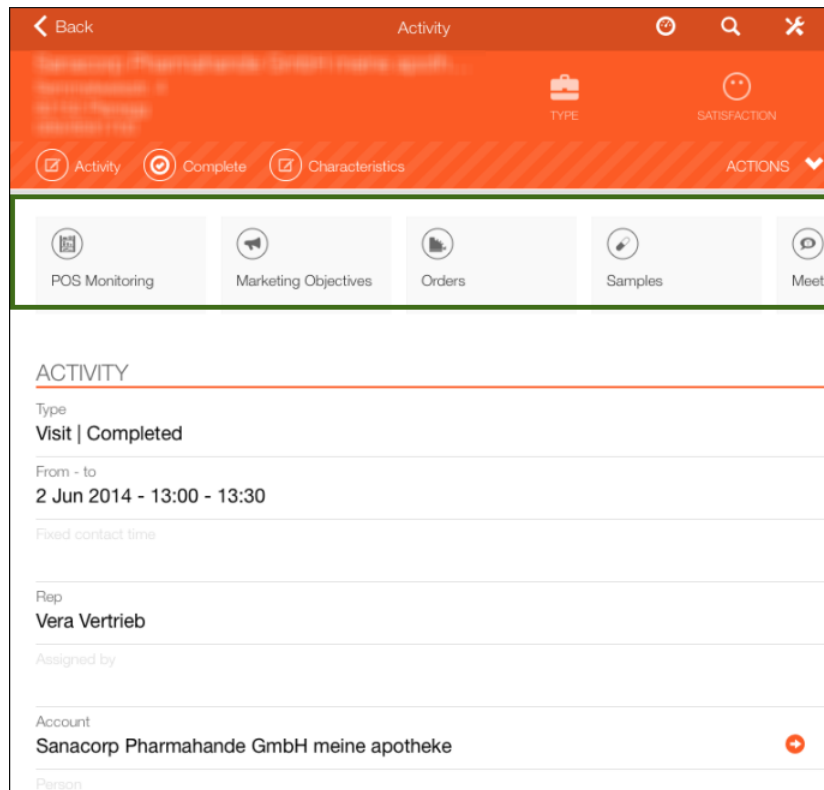 Back Activity
TYPE SATISFACTION
Activity Complete Characteristics ACTIONS
POS Monitoring Marketing Objectives Orders Samples Meet
ACTIVITY
Type
Visit | Completed
From - to
2 Jun 2014 - 13:00 - 13:30
Fixed contact time
Rep
Vera Vertrieb
Assigned by
Account
Sanacorp Pharmahande GmbH meine apotheke
Person